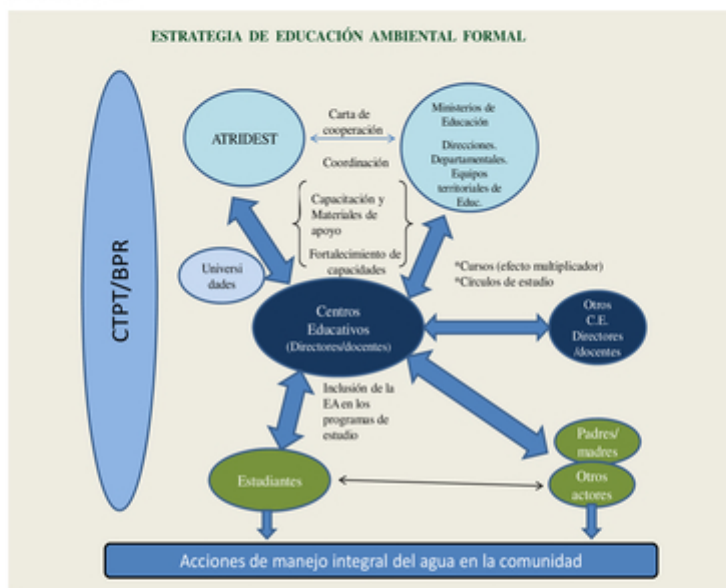 ESTRATEGIA DE EDUCACIÓN AMBIENTAL FORMAL
CTPT/BPR
ATRIDEST
Carta de
cooperación
Coordinación
Ministerios de
Educación
Direcciones.
Departamentales.
Equipos
territoriales de
Educ.
Capacitación y
Materiales de
apoyo
Fortalecimiento de
capacidades
Universi
dades
*Cursos (efecto multiplicador)
*Círculos de estudio
Centros
Educativos
(Directores/docentes)
Otros
C.E.
Directores
/docentes
Inclusión de la
EA en los
programas de
estudio
Padres/
madres
Estudiantes
Otros
actores
Acciones de manejo integral del agua en la comunidad